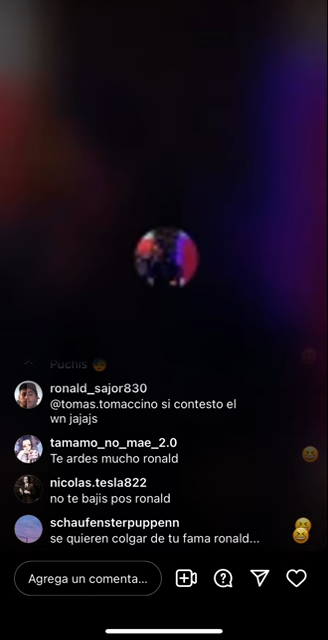 Puchis 😨
ronald_sajor830
@tomas.tomaccino si contesto el
wn jajajs
tamamo_no_mae_2.0
Te ardes mucho ronald
nicolas.tesla822
no te bajis pos ronald
schaufensterpuppenn
se quieren colgar de tu fama ronald...
Agrega un comenta...